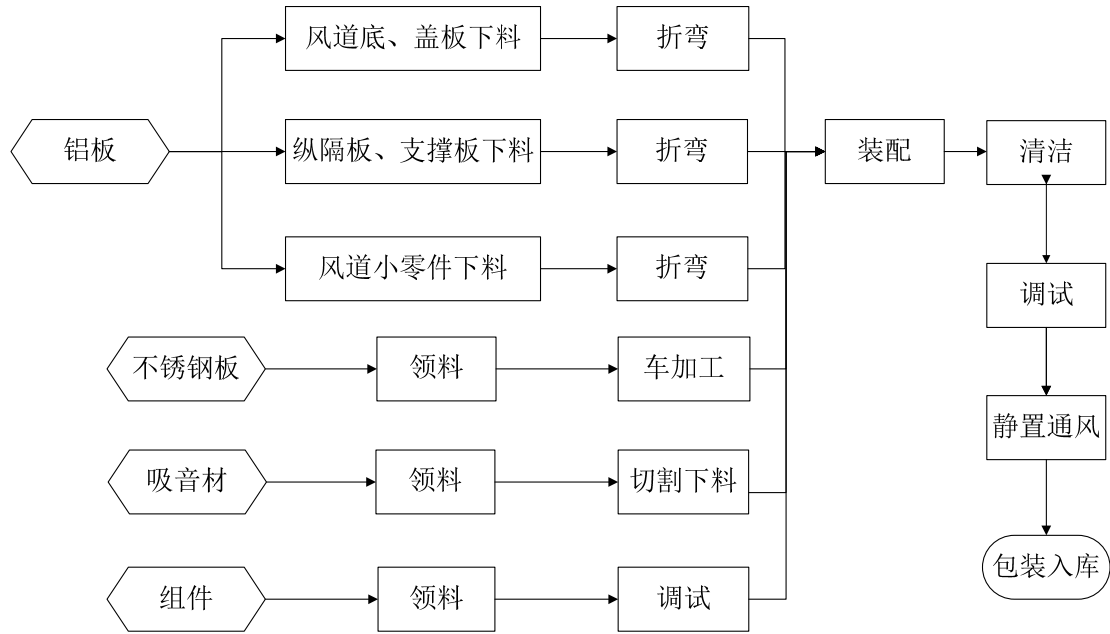 风道底、盖板下料
折弯
铝板
纵隔板、支撑板下料
折弯
装配
清洁
风道小零件下料
折弯
调试
不锈钢板
领料
车加工
静置通风
吸音材
领料
切割下料
包装入库
组件
领料
调试